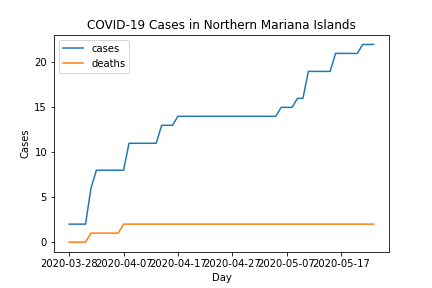 COVID-19 Cases in Northern Mariana Islands
cases
deaths
Cases
20
15
10
5
0
2020-03-28 2020-04-07 2020-04-17 2020-04-27 2020-05-07 2020-05-17
Day